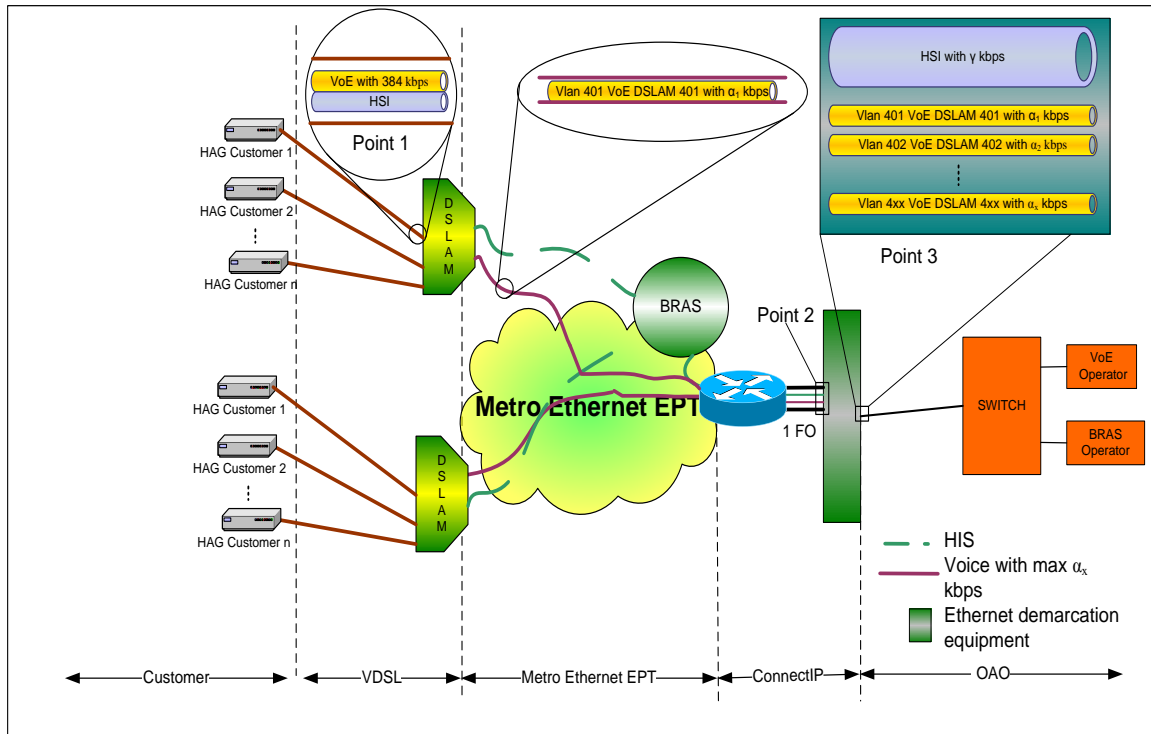 VoE with 384 kbps
HSI
Point 1
Vlan 401 VoE DSLAM 401 with α1 kbps
HSI with γ kbps
Vlan 401 VoE DSLAM 401 with α1 kbps
Vlan 402 VoE DSLAM 402 with α2 kbps
Vlan 4xx VoE DSLAM 4xx with αx kbps
Point 3
HAG Customer 1
HAG Customer 2
HAG Customer n
DSLAM
BRAS
Point 2
Metro Ethernet EPT
1 FO
SWITCH
VoE
Operator
BRAS
Operator
HAG Customer 1
HAG Customer 2
HAG Customer n
DSLAM
HIS
Voice with max αx
kbps
Ethernet demarcation
equipment
Customer
VDSL
Metro Ethernet EPT
ConnectIP
OAO